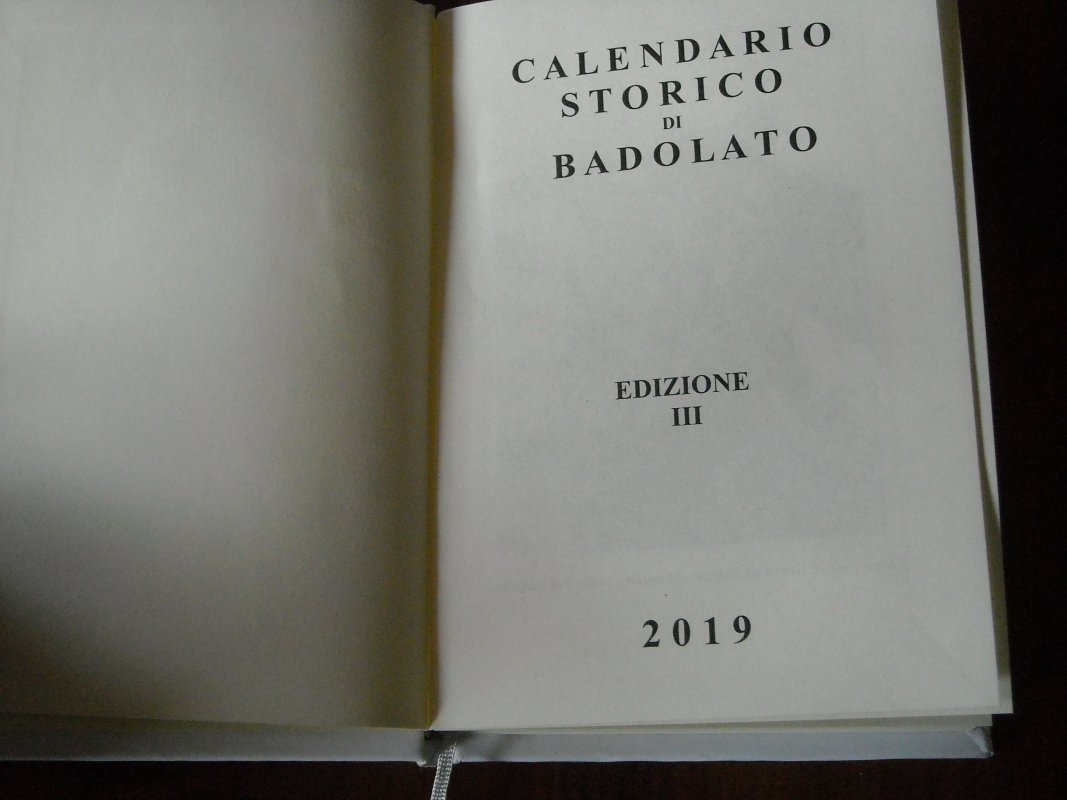 CALENDARIO
STORICO
DI
BADOLATO
EDIZIONE
III
2019